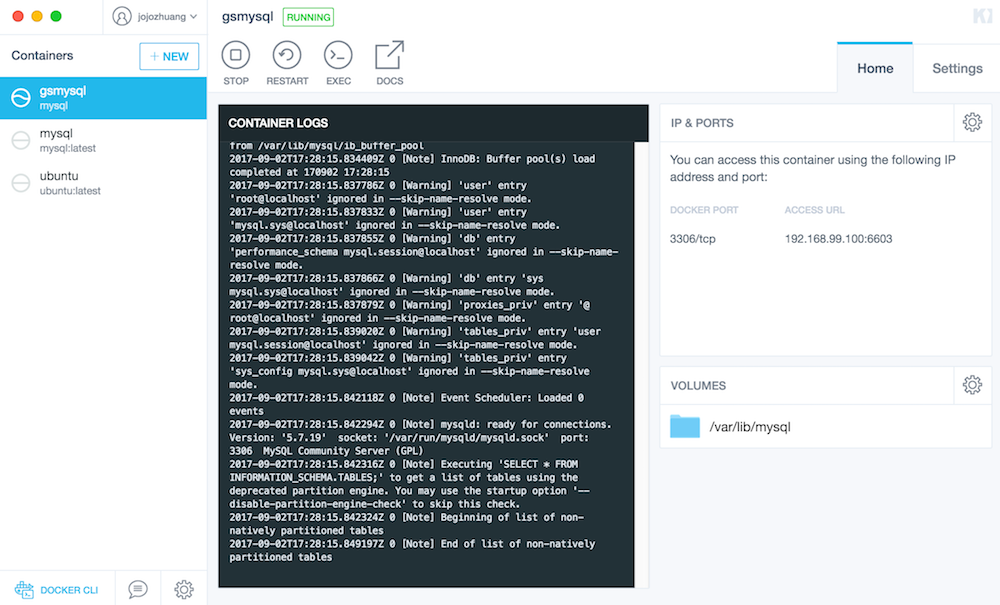 jojozhuang
gsmysql RUNNING
Containers
+ NEW
STOP RESTART EXEC DOCS
Home Settings
gsmysql
mysql
mysql
mysql:latest
ubuntu
ubuntu:latest
CONTAINER LOGS
from /var/lib/mysql/ib_buffer_pool
2017-09-02T17:28:15.834409Z 0 [Note] InnoDB: Buffer pool(s) load
completed at 170902 17:28:15
2017-09-02T17:28:15.837786Z 0 [Warning] 'user' entry
'root@localhost' ignored in --skip-name-resolve mode.
2017-09-02T17:28:15.837833Z 0 [Warning] 'user' entry
'mysql.sys@localhost' ignored in --skip-name-resolve mode.
2017-09-02T17:28:15.837855Z 0 [Warning] 'db' entry
'performance_schema mysql.session@localhost' ignored in --skip-name-
resolve mode.
2017-09-02T17:28:15.837866Z 0 [Warning] 'db' entry 'sys
mysql.sys@localhost' ignored in --skip-name-resolve mode.
2017-09-02T17:28:15.837879Z 0 [Warning] 'proxies_priv' entry '@
root@localhost' ignored in --skip-name-resolve mode.
2017-09-02T17:28:15.839020Z 0 [Warning] 'tables_priv' entry 'user
mysql.session@localhost' ignored in --skip-name-resolve mode.
2017-09-02T17:28:15.839042Z 0 [Warning] 'tables_priv' entry
'sys_config mysql.sys@localhost' ignored in --skip-name-resolve
mode.
2017-09-02T17:28:15.842118Z 0 [Note] Event Scheduler: Loaded 0
events
2017-09-02T17:28:15.842294Z 0 [Note] mysqld: ready for connections.
Version: '5.7.19'  socket: '/var/run/mysqld/mysqld.sock'  port:
3306  MySQL Community Server (GPL)
2017-09-02T17:28:15.842316Z 0 [Note] Executing 'SELECT * FROM
INFORMATION_SCHEMA.TABLES;' to get a list of tables using the
deprecated partition engine. You may use the startup option '--
disable-partition-engine-check' to skip this check.
2017-09-02T17:28:15.842324Z 0 [Note] Beginning of list of non-
natively partitioned tables
2017-09-02T17:28:15.849197Z 0 [Note] End of list of non-natively
partitioned tables
IP & PORTS
You can access this container using the following IP
address and port:
DOCKER PORT ACCESS URL
3306/tcp 192.168.99.100:6603
VOLUMES
/var/lib/mysql
DOCKER CLI